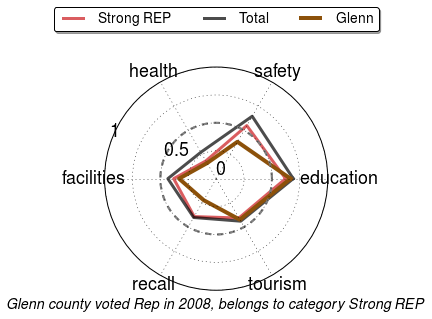 Strong REP Total Glenn
health safety
1
0.5
0
facilities education
recall tourism
Glenn county voted Rep in 2008, belongs to category Strong REP